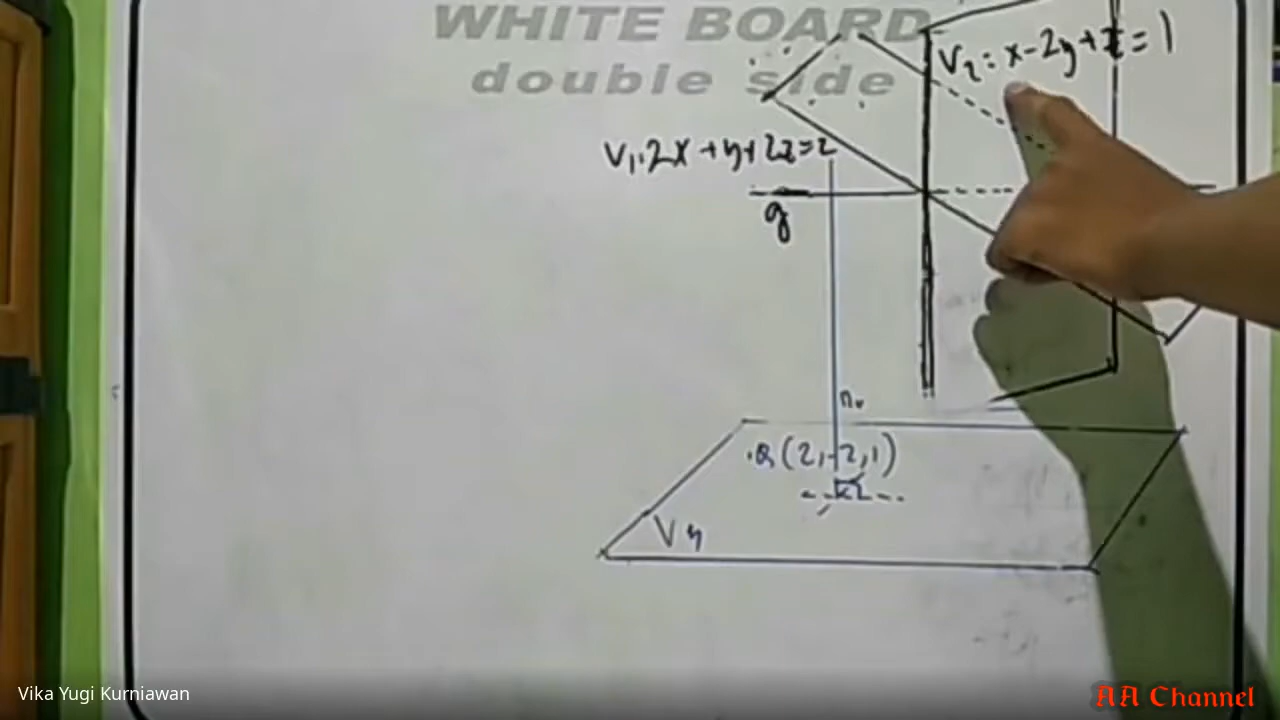 WHITE BOARD
double side
V₂: x-2y+z=1
V₁: 2x+y+2z=2
g
Q(2,-2,1)
V
Vika Yugi Kurniawan
AA Channel